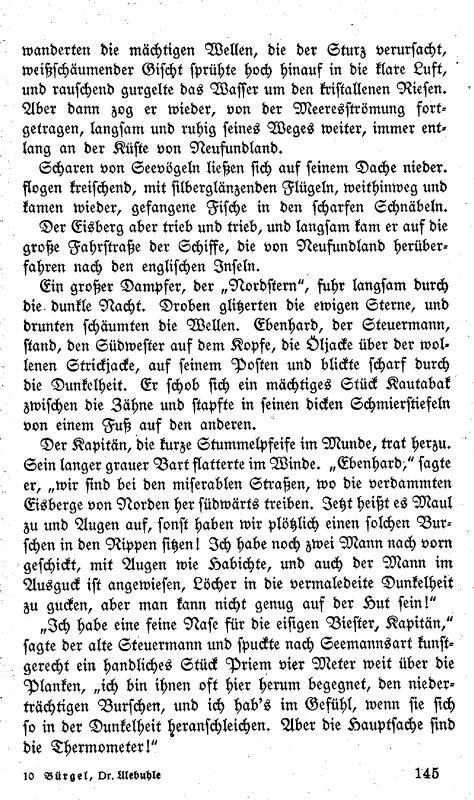 wanderten die mächtigen Wellen, die der Sturz verursacht,
weißschäumender Gischt sprühte hoch hinauf in die klare Luft,
und rauschend gurgelte das Wasser um den kristallenen Riesen.
Aber dann zog er wieder, von der Meeresströmung fort-
getragen, langsam und ruhig seines Weges weiter, immer ent-
lang an der Küste von Neufundland.
Scharen von Seevögeln ließen sich auf seinem Dache nieder.
flogen kreischend, mit silberglänzenden Flügeln, weithinweg und
kamen wieder, gefangene Fische in den scharfen Schnäbeln.
Der Eisberg aber trieb und trieb, und langsam kam er auf die
große Fahrstraße der Schiffe, die von Neufundland herüber-
fahren nach den englischen Inseln.
Ein großer Dampfer, der „Nordstern“, fuhr langsam durch
die dunkle Nacht. Droben glitzerten die ewigen Sterne, und
drunten schäumten die Wellen. Ebenhard, der Steuermann,
stand, den Südwester auf dem Kopfe, die Öljacke über der wol-
lenen Strickjacke, auf seinem Posten und blickte scharf durch
die Dunkelheit. Er schob sich ein mächtiges Stück Kautabak
zwischen die Zähne und stapfte in seinen dicken Schmierstiefeln
von einem Fuß auf den anderen.
Der Kapitän, die kurze Stummelpfeife im Munde, trat herzu.
Sein langer grauer Bart flatterte im Winde. „Ebenhard,“ sagte
er, „wir sind bei den miserablen Straßen, wo die verdammten
Eisberge von Norden her südwärts treiben. Jetzt heißt es Maul
zu und Augen auf, sonst haben wir plötzlich einen solchen Bur-
schen in den Rippen sitzen! Ich habe noch zwei Mann nach vorn
geschickt, mit Augen wie Habichte, und auch der Mann im
Ausguck ist angewiesen, Löcher in die vermaledeite Dunkelheit
zu gucken, aber man kann nicht genug auf der Hut sein!“
„Ich habe eine feine Nase für die eisigen Biester, Kapitän,“
sagte der alte Steuermann und spuckte nach Seemannsart kunst-
gerecht ein handliches Stück Priem vier Meter weit über die
Planken, „ich bin ihnen oft hier herum begegnet, den nieder-
trächtigen Burschen, und ich hab's im Gefühl, wenn sie sich
so in der Dunkelheit heranschleichen. Aber die Hauptsache sind
die Thermometer!“
10 Bürgel, Dr. Ulebuhle 145